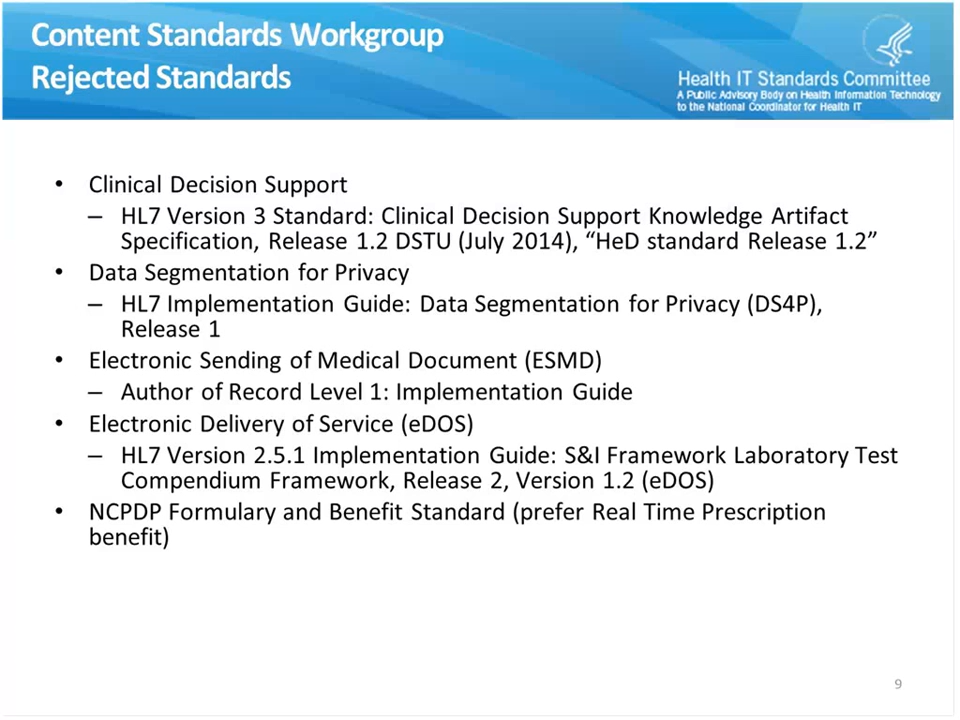 Content Standards Workgroup
Rejected Standards
Health IT Standards Committee
A Public Advisory Body on Health Information Technology
to the National Coordinator for Health IT
• Clinical Decision Support
– HL7 Version 3 Standard: Clinical Decision Support Knowledge Artifact
Specification, Release 1.2 DSTU (July 2014), “HeD standard Release 1.2”
• Data Segmentation for Privacy
– HL7 Implementation Guide: Data Segmentation for Privacy (DS4P),
Release 1
• Electronic Sending of Medical Document (ESMD)
– Author of Record Level 1: Implementation Guide
• Electronic Delivery of Service (eDOS)
– HL7 Version 2.5.1 Implementation Guide: S&I Framework Laboratory Test
Compendium Framework, Release 2, Version 1.2 (eDOS)
• NCPDP Formulary and Benefit Standard (prefer Real Time Prescription
benefit)
9